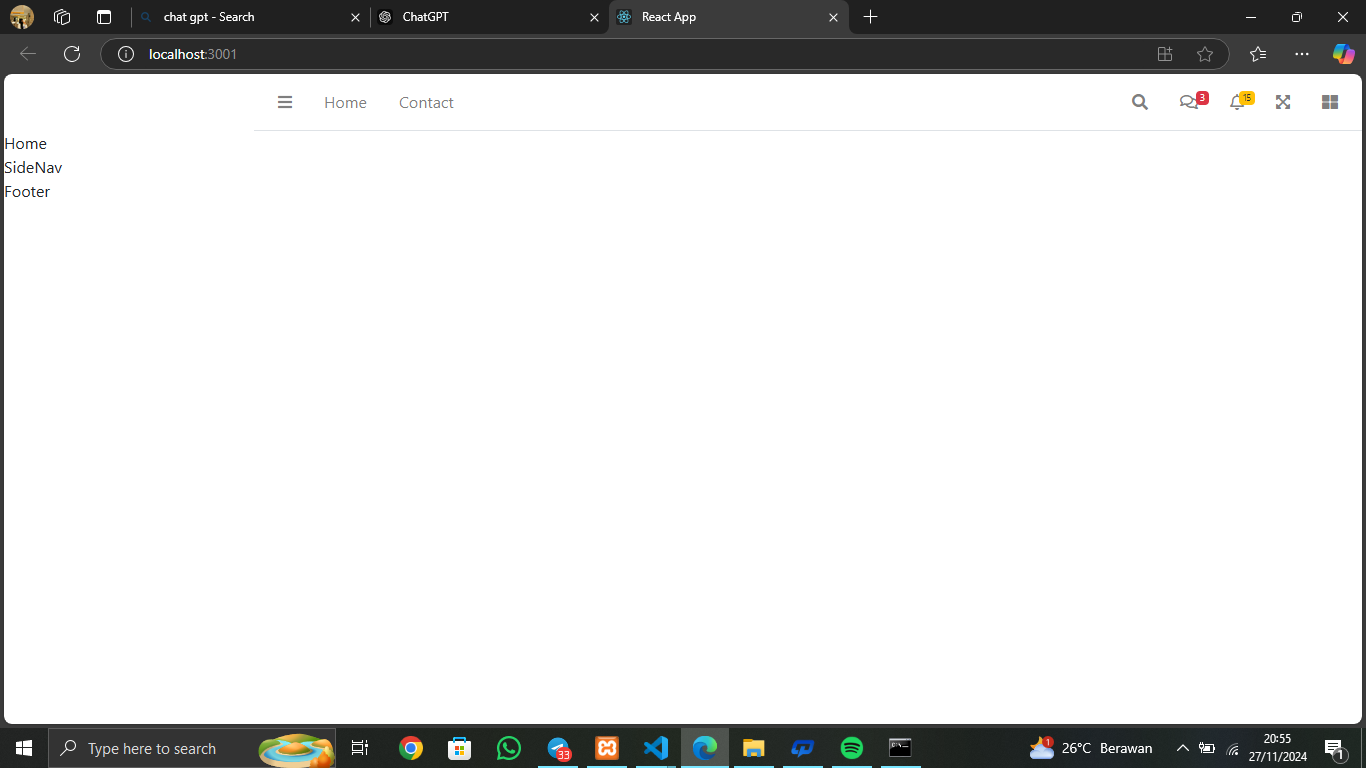 chat gpt - Search
ChatGPT
React App
localhost:3001
Home
Contact
3
15
Home
SideNav
Footer
Type here to search
33
1
26°C Berawan
20:55
27/11/2024
1